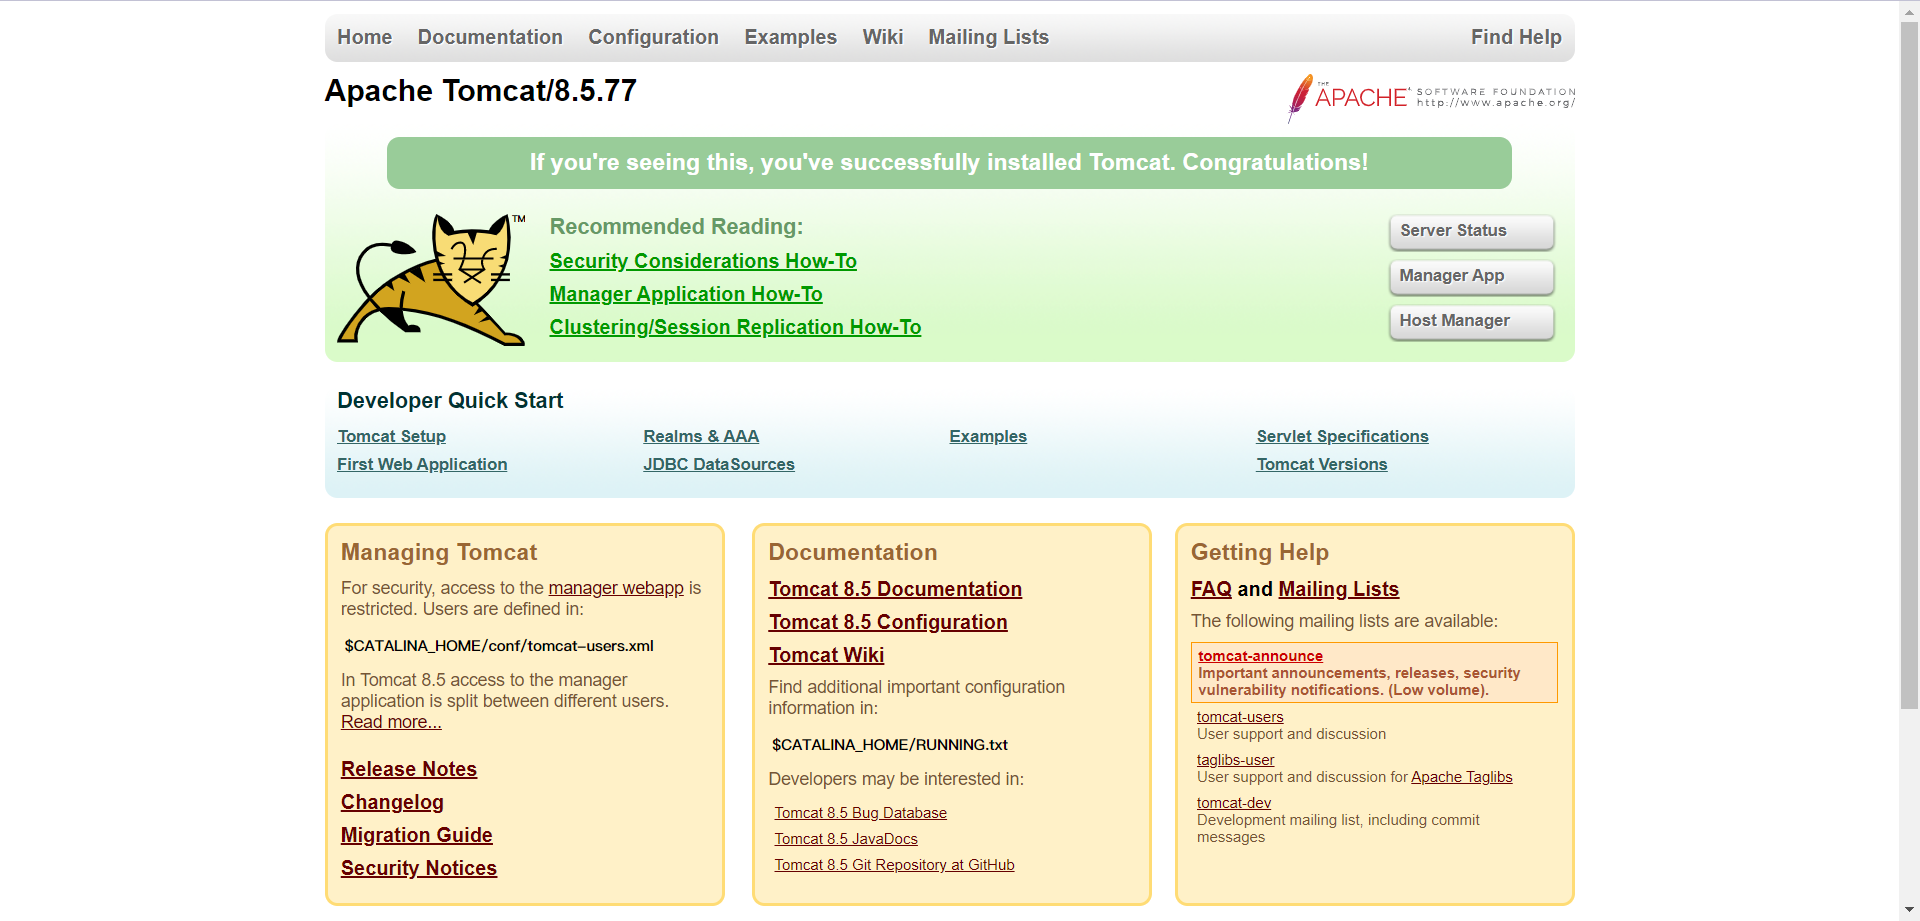 Home Documentation Configuration Examples Wiki Mailing Lists Find Help
Apache Tomcat/8.5.77
THE
APACHE SOFTWARE FOUNDATION
http://www.apache.org/
If you're seeing this, you've successfully installed Tomcat. Congratulations!
TM
Recommended Reading:
Security Considerations How-To
Manager Application How-To
Clustering/Session Replication How-To
Server Status
Manager App
Host Manager
Developer Quick Start
Tomcat Setup
First Web Application
Realms & AAA
JDBC DataSources
Examples
Servlet Specifications
Tomcat Versions
Managing Tomcat
For security, access to the manager webapp is
restricted. Users are defined in:
$CATALINA_HOME/conf/tomcat-users.xml
In Tomcat 8.5 access to the manager
application is split between different users.
Read more...
Release Notes
Changelog
Migration Guide
Security Notices
Documentation
Tomcat 8.5 Documentation
Tomcat 8.5 Configuration
Tomcat Wiki
Find additional important configuration
information in:
$CATALINA_HOME/RUNNING.txt
Developers may be interested in:
Tomcat 8.5 Bug Database
Tomcat 8.5 JavaDocs
Tomcat 8.5 Git Repository at GitHub
Getting Help
FAQ and Mailing Lists
The following mailing lists are available:
tomcat-announce
Important announcements, releases, security
vulnerability notifications. (Low volume).
tomcat-users
User support and discussion
taglibs-user
User support and discussion for Apache Taglibs
tomcat-dev
Development mailing list, including commit
messages